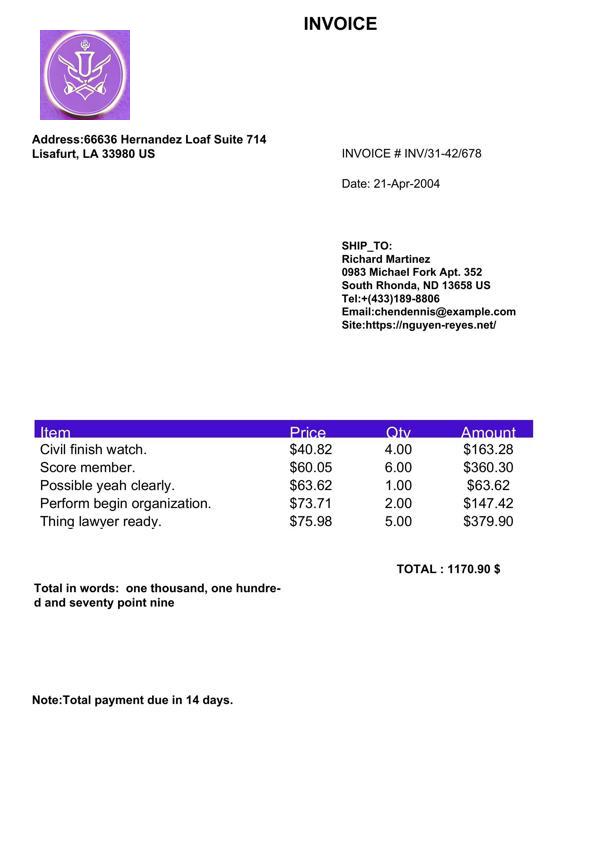 INVOICE
Address:66636 Hernandez Loaf Suite 714
Lisafurt, LA 33980 US
INVOICE # INV/31-42/678
Date: 21-Apr-2004
SHIP_TO:
Richard Martinez
0983 Michael Fork Apt. 352
South Rhonda, ND 13658 US
Tel:+(433)189-8806
Email:chendennis@example.com
Site:https://nguyen-reyes.net/
Item Price Qty Amount
Civil finish watch. $40.82 4.00 $163.28
Score member. $60.05 6.00 $360.30
Possible yeah clearly. $63.62 1.00 $63.62
Perform begin organization. $73.71 2.00 $147.42
Thing lawyer ready. $75.98 5.00 $379.90
TOTAL : 1170.90 $
Total in words:  one thousand, one hundre-
d and seventy point nine
Note:Total payment due in 14 days.